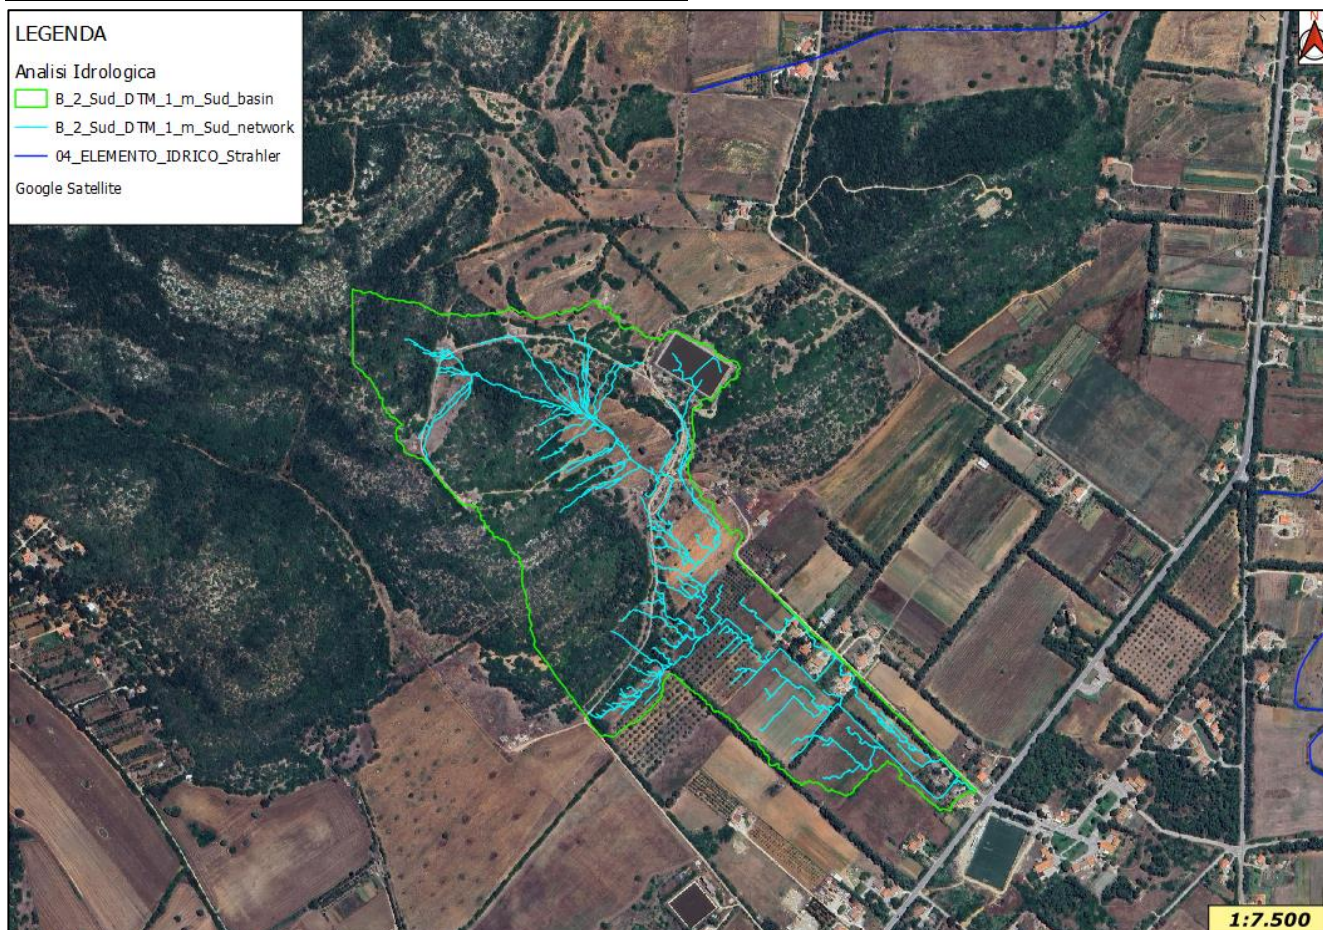 LEGENDA
Analisi Idrologica
B_2_Sud_DTM_1_m_Sud_basin
B_2_Sud_DTM_1_m_Sud_network
04_ELEMENTO_IDRICO_Strahler
Google Satellite
N
1:7.500